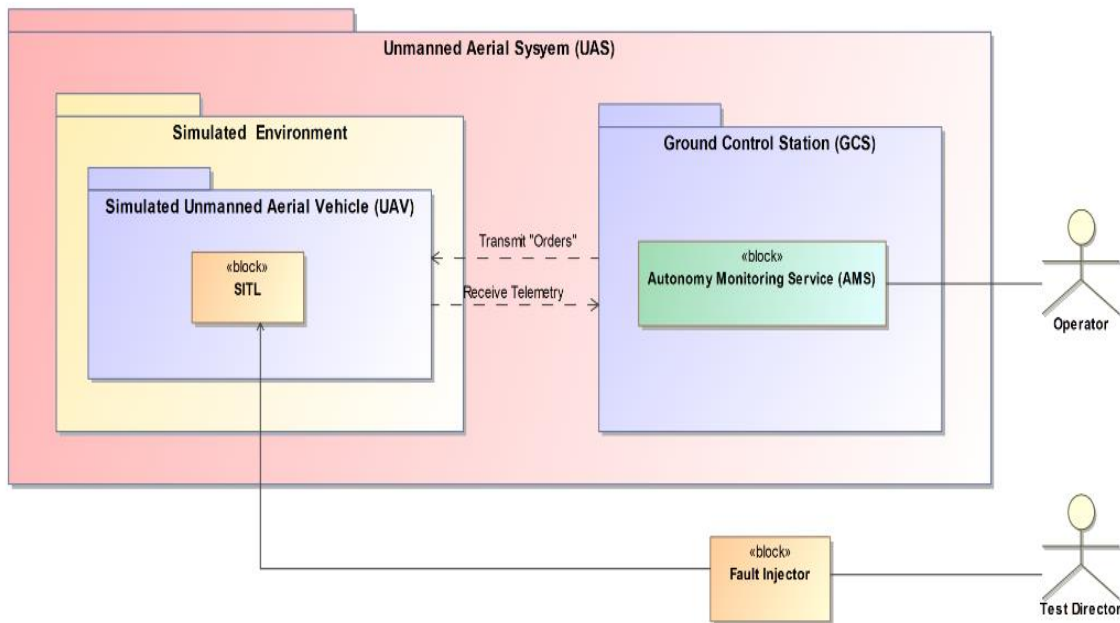 Unmanned Aerial Sysyem (UAS)
Simulated Environment
Ground Control Station (GCS)
Simulated Unmanned Aerial Vehicle (UAV)
Transmit "Orders"
«block»
SITL
Receive Telemetry
«block»
Autonomy Monitoring Service (AMS)
Operator
«block»
Fault Injector
Test Director